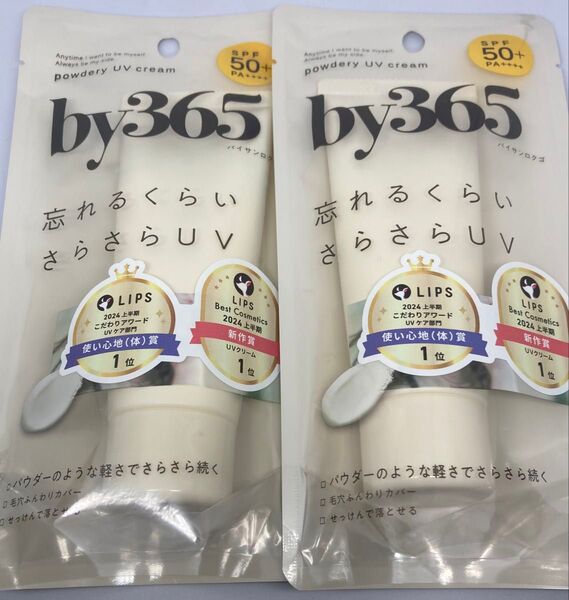 Anytime I want to be myself.
Always be my side.
powdery UV cream
SPF
50+
PA++++
by365
バイサンロクゴ
忘れるくらい
さらさらUV
LIPS
2024 上半期
こだわりアワード
UVケア部門
使い心地(体)賞
1位
LIPS
Best Cosmetics
2024 上半期
新作賞
UVクリーム
1位
パウダーのような軽さでさらさら続く
毛穴ふんわりカバー
せっけんで落とせる
Anytime I want to be myself.
Always be my side.
powdery UV cream
SPF
50+
PA++++
by365
バイサンロクゴ
忘れるくらい
さらさらUV
LIPS
2024 上半期
こだわりアワード
UVケア部門
使い心地(体)賞
1位
LIPS
Best Cosmetics
2024 上半期
新作賞
UVクリーム
1位
パウダーのような軽さでさらさら続く
毛穴ふんわりカバー
せっけんで落とせる